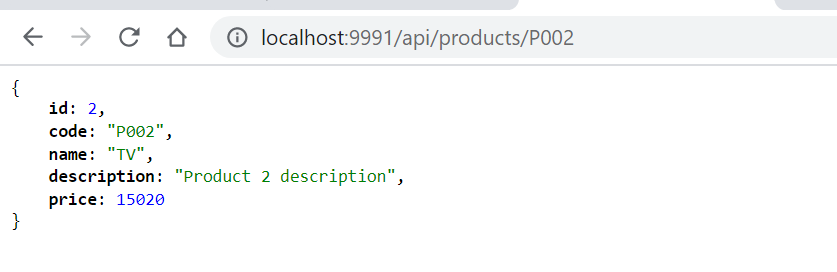 localhost:9991/api/products/P002
{
id: 2,
code: "P002",
name: "TV",
description: "Product 2 description",
price: 15020
}